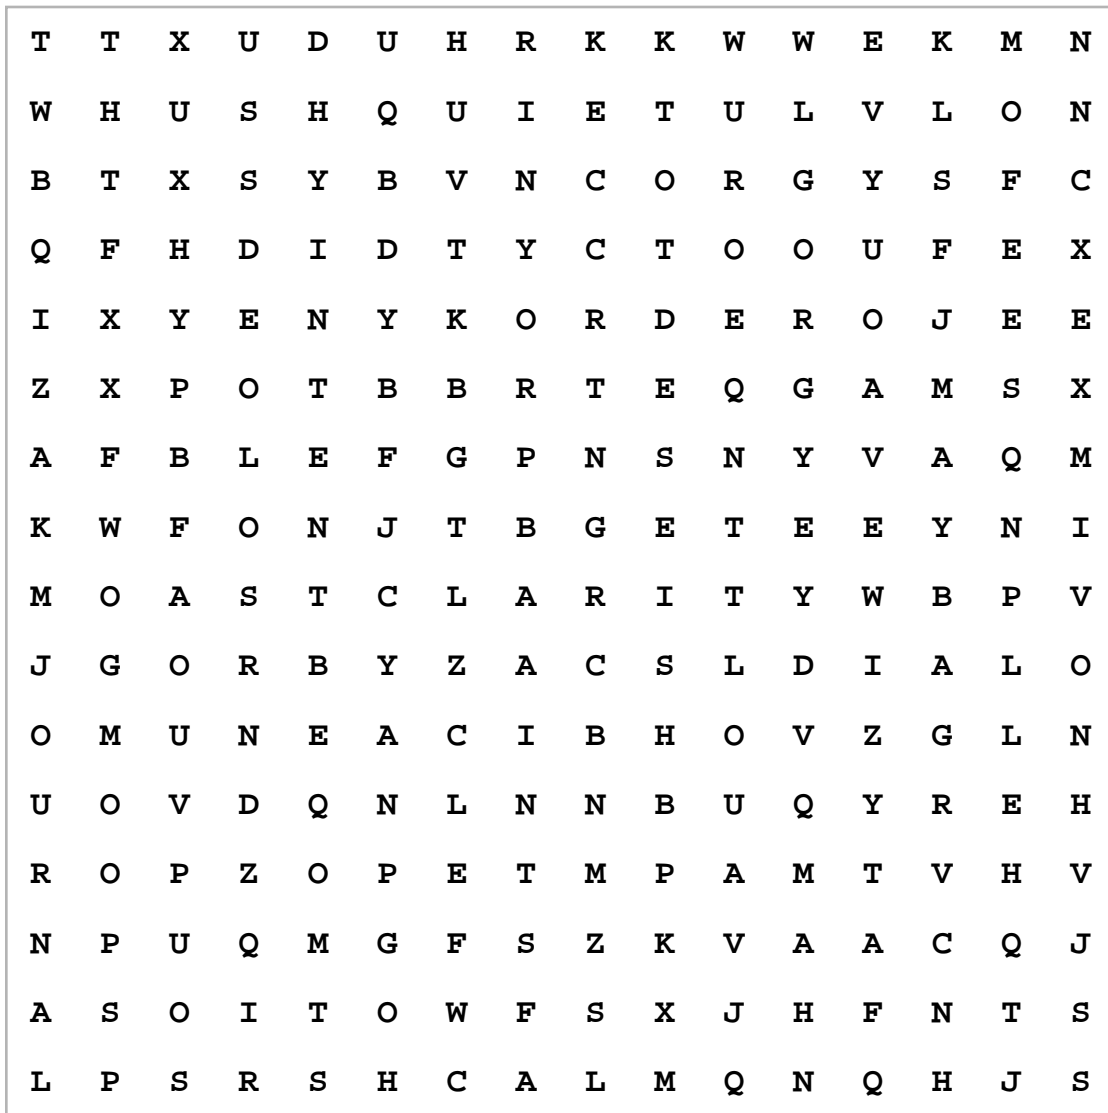 T T X U D U H R K K W W E K M N
W H U S H Q U I E T U L V L O N
B T X S Y B V N C O R G Y S F C
Q F H D I D T Y C T O O U F E X
I X Y E N Y K O R D E R O J E E
Z X P O T B B R T E Q G A M S X
A F B L E F G P N S N Y V A Q M
K W F O N J T B G E T E E Y N I
M O A S T C L A R I T Y W B P V
J G O R B Y Z A C S L D I A L O
O M U N E A C I B H O V Z G L N
U O V D Q N L N N B U Q Y R E H
R O P Z O P E T M P A M T V H V
N P U Q M G F S Z K V A A C Q J
A S O I T O W F S X J H F N T S
L P S R S H C A L M Q N Q H J S